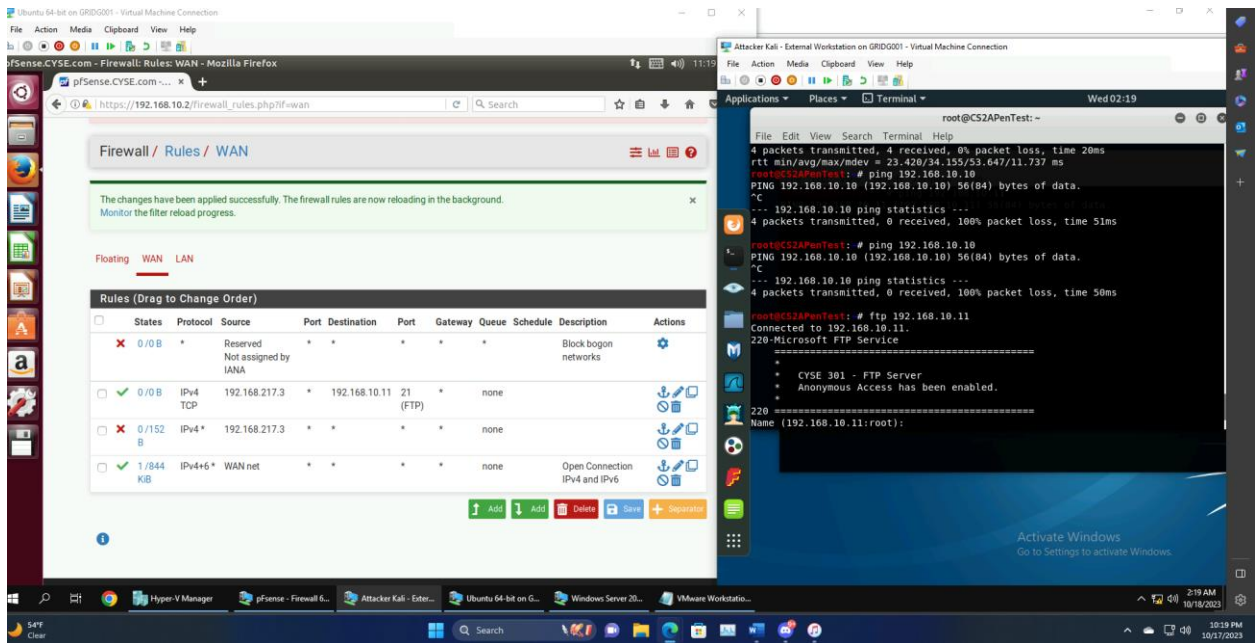 Ubuntu 64-bit on GRIDG001 - Virtual Machine Connection
File Action Media Clipboard View Help
pfSense.CYSE.com - Firewall: Rules: WAN - Mozilla Firefox
11:19
pfSense.CYSE.com - ...
https://192.168.10.2/firewall_rules.php?if=wan
Search
Firewall / Rules / WAN
The changes have been applied successfully. The firewall rules are now reloading in the background.
Monitor the filter reload progress.
Floating WAN LAN
Rules (Drag to Change Order)
States Protocol Source Port Destination Port Gateway Queue Schedule Description Actions
0/0 B * Reserved Not assigned by IANA * * * * * Block bogon networks
0/0 B IPv4 TCP 192.168.217.3 * 192.168.10.11 21 (FTP) * none
0/152 B IPv4 * 192.168.217.3 * * * * none
1/844 KiB IPv4+6 * WAN net * * * * none Open Connection IPv4 and IPv6
Add Add Delete Save Separator
Attacker Kali - External Workstation on GRIDG001 - Virtual Machine Connection
File Action Media Clipboard View Help
Applications Places Terminal Wed 02:19
root@CS2APenTest: ~
File Edit View Search Terminal Help
4 packets transmitted, 4 received, 0% packet loss, time 20ms
rtt min/avg/max/mdev = 23.420/34.155/53.647/11.737 ms
root@CS2APenTest: # ping 192.168.10.10
PING 192.168.10.10 (192.168.10.10) 56(84) bytes of data.
^C
--- 192.168.10.10 ping statistics ---
4 packets transmitted, 0 received, 100% packet loss, time 51ms
root@CS2APenTest: # ping 192.168.10.10
PING 192.168.10.10 (192.168.10.10) 56(84) bytes of data.
^C
--- 192.168.10.10 ping statistics ---
4 packets transmitted, 0 received, 100% packet loss, time 50ms
root@CS2APenTest: # ftp 192.168.10.11
Connected to 192.168.10.11.
220-Microsoft FTP Service
============================================
*
* CYSE 301 - FTP Server
* Anonymous Access has been enabled.
*
220 ============================================
Name (192.168.10.11:root):
Activate Windows
Go to Settings to activate Windows.
Hyper-V Manager
pFsense - Firewall 6...
Attacker Kali - Exter...
Ubuntu 64-bit on G...
Windows Server 20...
VMware Workstatio...
2:19 AM
10/18/2023
54°F
Clear
Search
10:19 PM
10/17/2023